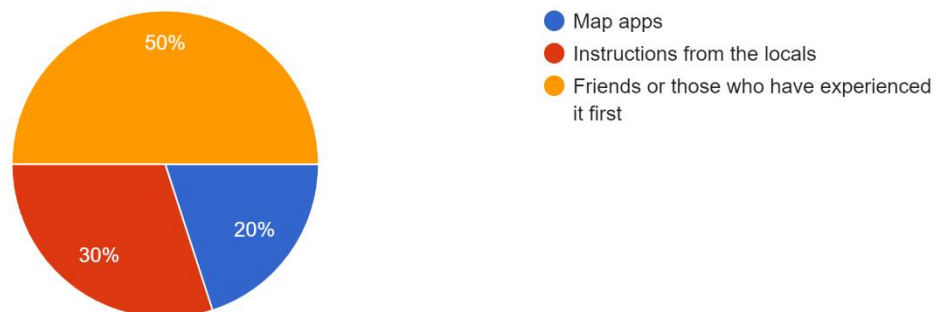 50%
30%
20%
Map apps
Instructions from the locals
Friends or those who have experienced
it first